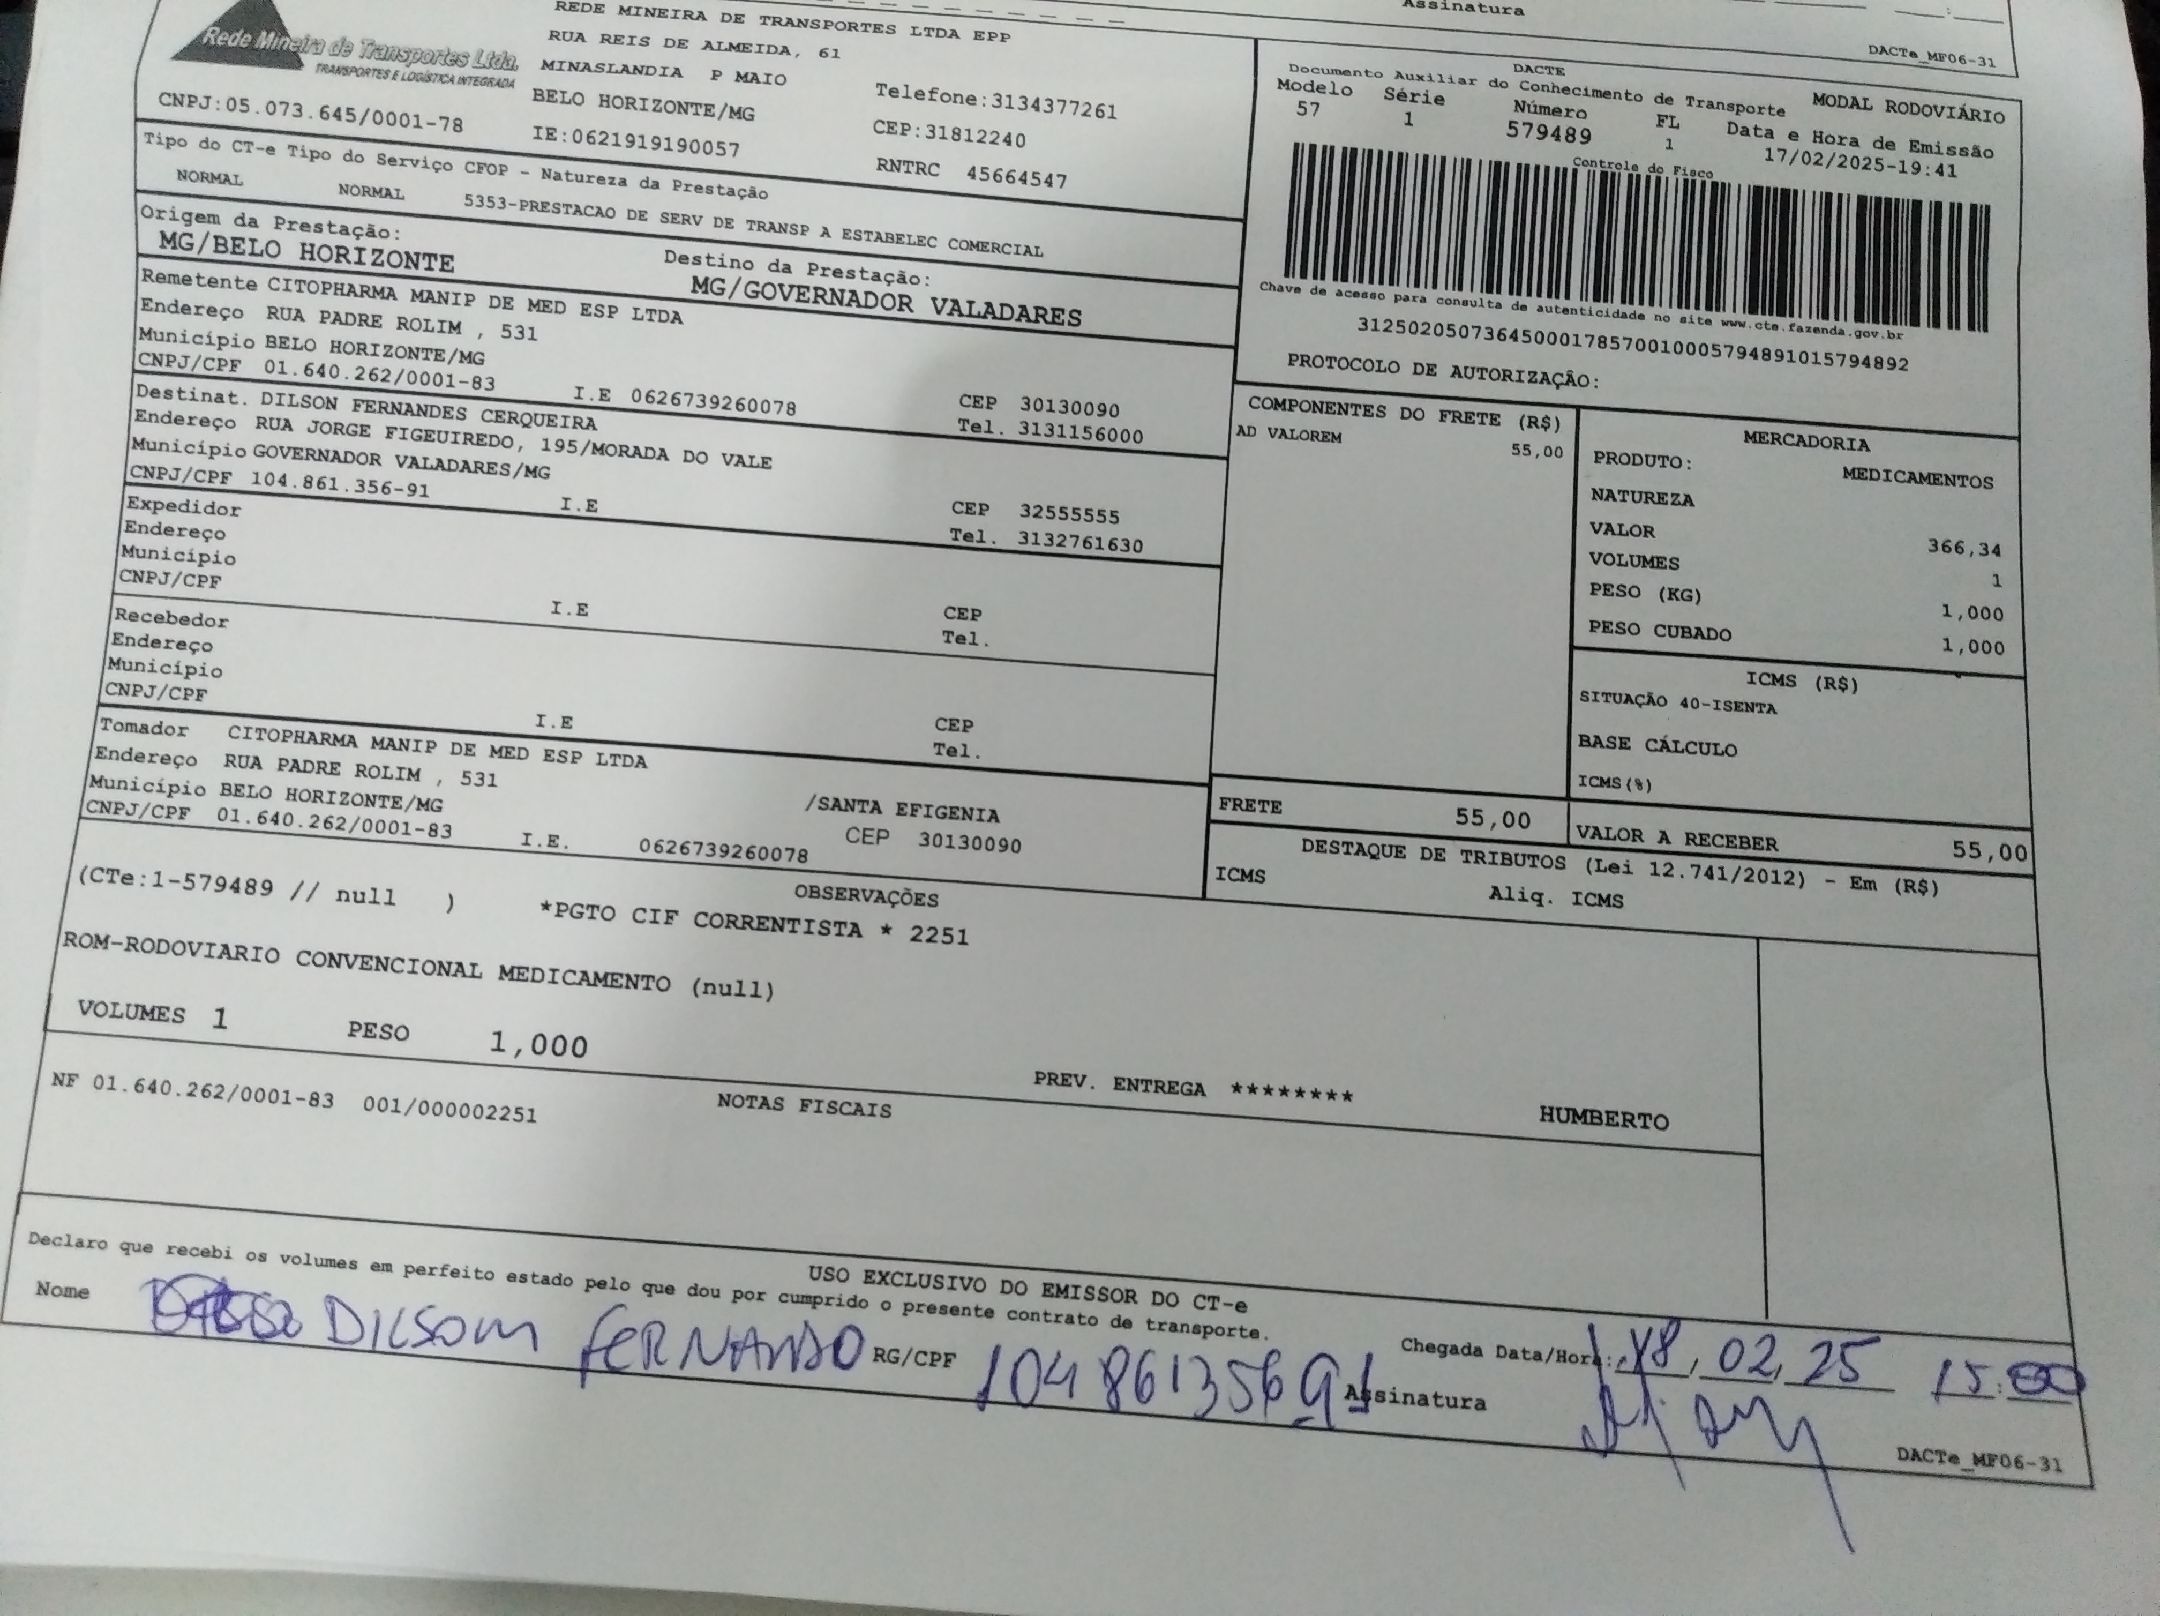 Assinatura
DACTe_MF06-31
Rede Mineira de Transportes Ltda.
TRANSPORTES E LOGÍSTICA INTEGRADA
CNPJ:05.073.645/0001-78
REDE MINEIRA DE TRANSPORTES LTDA EPP
RUA REIS DE ALMEIDA, 61
MINASLANDIA P MAIO
BELO HORIZONTE/MG
IE:0621919190057
Telefone:3134377261
CEP:31812240
RNTRC 45664547
DACTE
Documento Auxiliar do Conhecimento de Transporte
MODAL RODOVIÁRIO
Modelo Série Número FL Data e Hora de Emissão
57 1 579489 1 17/02/2025-19:41
Controle do Fisco
Chave de acesso para consulta de autenticidade no site www.cte.fazenda.gov.br
31250205073645000178570010005794891015794892
PROTOCOLO DE AUTORIZAÇÃO:
Tipo do CT-e Tipo do Serviço CFOP - Natureza da Prestação
NORMAL NORMAL 5353-PRESTACAO DE SERV DE TRANSP A ESTABELEC COMERCIAL
Origem da Prestação: Destino da Prestação:
MG/BELO HORIZONTE MG/GOVERNADOR VALADARES
Remetente CITOPHARMA MANIP DE MED ESP LTDA
Endereço RUA PADRE ROLIM , 531
Município BELO HORIZONTE/MG CEP 30130090
CNPJ/CPF 01.640.262/0001-83 I.E 0626739260078 Tel. 3131156000
Destinat. DILSON FERNANDES CERQUEIRA
Endereço RUA JORGE FIGEUIREDO, 195/MORADA DO VALE
Município GOVERNADOR VALADARES/MG CEP 32555555
CNPJ/CPF 104.861.356-91 I.E Tel. 3132761630
Expedidor
Endereço
Município CEP
CNPJ/CPF I.E Tel.
Recebedor
Endereço
Município CEP
CNPJ/CPF I.E Tel.
Tomador CITOPHARMA MANIP DE MED ESP LTDA
Endereço RUA PADRE ROLIM , 531 /SANTA EFIGENIA
Município BELO HORIZONTE/MG CEP 30130090
CNPJ/CPF 01.640.262/0001-83 I.E. 0626739260078
COMPONENTES DO FRETE (R$)
AD VALOREM 55,00
MERCADORIA
PRODUTO: MEDICAMENTOS
NATUREZA
VALOR 366,34
VOLUMES 1
PESO (KG) 1,000
PESO CUBADO 1,000
ICMS (R$)
SITUAÇÃO 40-ISENTA
BASE CÁLCULO
ICMS(%)
FRETE 55,00 VALOR A RECEBER 55,00
DESTAQUE DE TRIBUTOS (Lei 12.741/2012) - Em (R$)
ICMS Aliq. ICMS
OBSERVAÇÕES
(CTe:1-579489 // null ) *PGTO CIF CORRENTISTA * 2251
ROM-RODOVIARIO CONVENCIONAL MEDICAMENTO (null)
VOLUMES 1 PESO 1,000 PREV. ENTREGA ******** HUMBERTO
NOTAS FISCAIS
NF 01.640.262/0001-83 001/000002251
USO EXCLUSIVO DO EMISSOR DO CT-e
Declaro que recebi os volumes em perfeito estado pelo que dou por cumprido o presente contrato de transporte.
Chegada Data/Hora: 18/02/25 15:00
Nome DILSOM FERNANDO RG/CPF 10486135691 Assinatura
DACTe_MF06-31